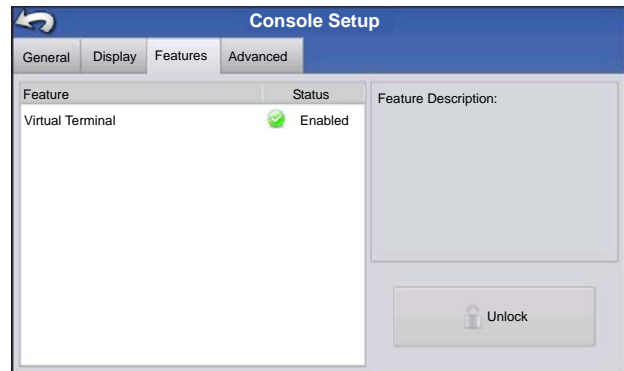 Console Setup
General Display Features Advanced
Feature Status
Virtual Terminal Enabled
Feature Description:
Unlock